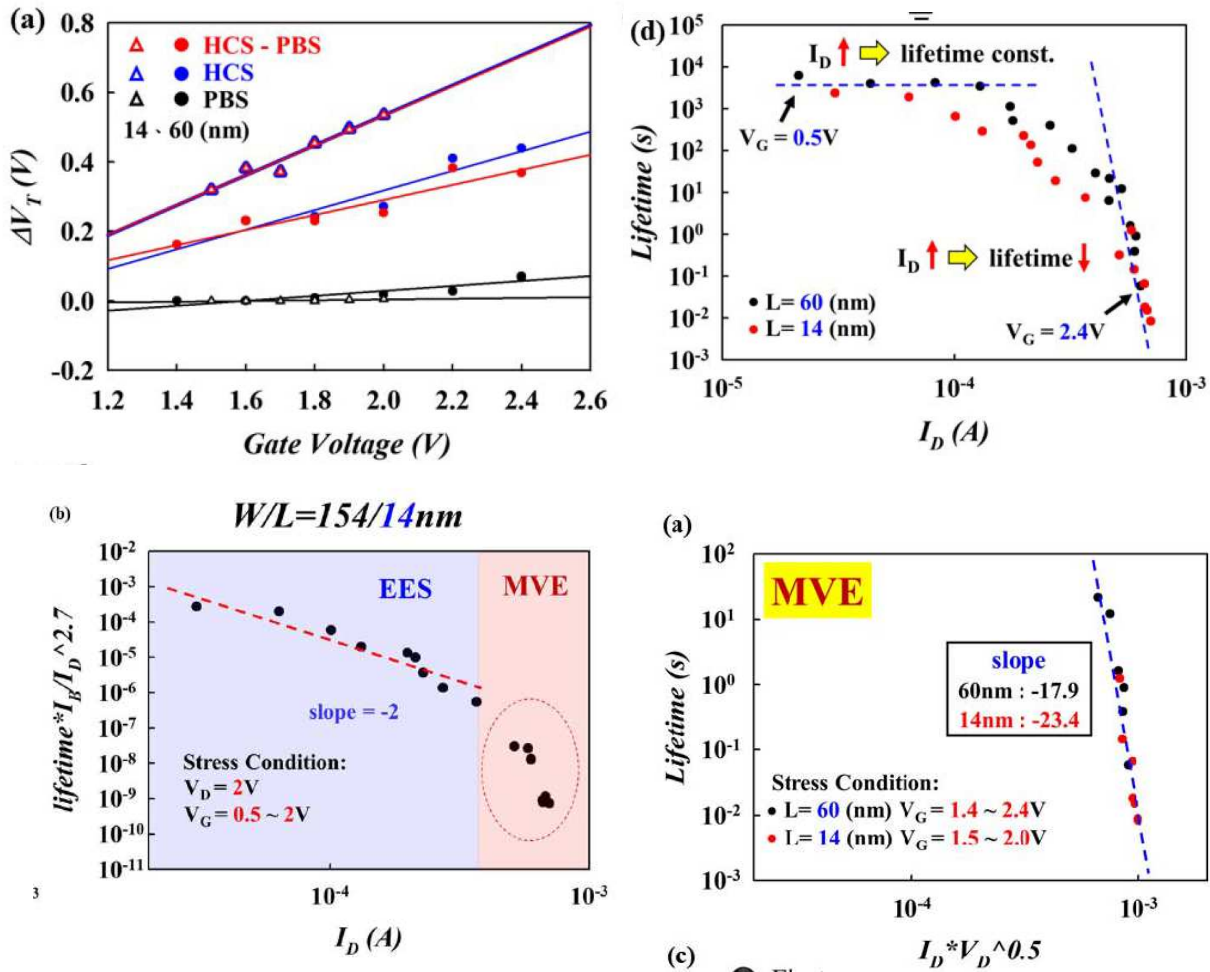 (a)
0.8
0.6
0.4
0.2
0.0
-0.2
HCS - PBS
HCS
PBS
14、60 (nm)
ΔV_T (V)
1.2 1.4 1.6 1.8 2.0 2.2 2.4 2.6
Gate Voltage (V)
(d)
10^5
10^4
10^3
10^2
10^1
10^0
10^-1
10^-2
10^-3
I_D lifetime const.
V_G = 0.5V
I_D lifetime
L= 60 (nm)
L= 14 (nm)
V_G = 2.4V
Lifetime (s)
10^-5 10^-4 10^-3
I_D (A)
(b)
W/L=154/14nm
10^-2
10^-3
10^-4
10^-5
10^-6
10^-7
10^-8
10^-9
10^-10
10^-11
EES MVE
slope = -2
Stress Condition:
V_D = 2V
V_G = 0.5 ~ 2V
lifetime*I_B/I_D^2.7
10^-4 10^-3
I_D (A)
3
(a)
10^2
10^1
10^0
10^-1
10^-2
10^-3
MVE
slope
60nm : -17.9
14nm : -23.4
Stress Condition:
L= 60 (nm) V_G = 1.4 ~ 2.4V
L= 14 (nm) V_G = 1.5 ~ 2.0V
Lifetime (s)
10^-4 10^-3
I_D*V_D^0.5
(c)